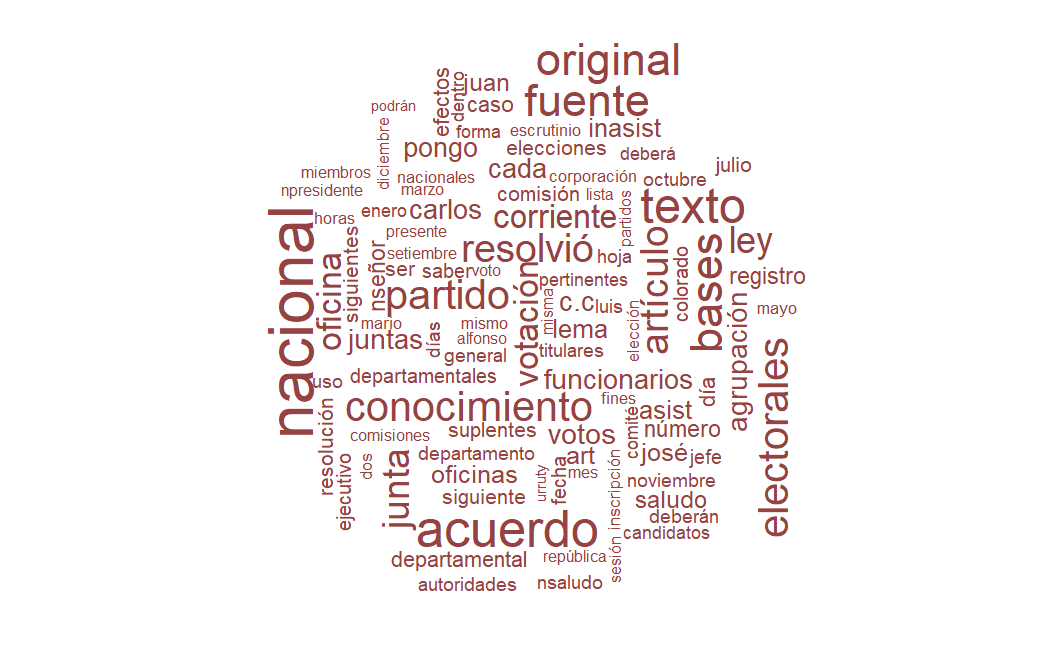 original
juan
efectos
dentro
podrán
caso
fuente
forma
escrutinio
inasist
diciembre
pongo
elecciones
deberá
julio
miembros
nacionales
cada
corporación
octubre
npresidente
marzo
comisión
lista
partidos
texto
horas
enero
carlos
corriente
nacional
presente
ley
siguientes
nseñor
setiembre
resolvió
hoja
artículo
colorado
bases
oficina
ser
saber
voto
votación
pertinentes
registro
partido
misma
c.c
luis
mayo
mario
juntas
días
mismo
alfonso
lema
elección
agrupación
general
titulares
electorales
uso
departamentales
funcionarios
día
conocimiento
fines
asist
resolución
comisiones
suplentes
votos
comité
número
ejecutivo
dos
junta
departamento
art
josé
jefe
oficinas
urruty
fecha
mes
inscripción
noviembre
siguiente
saludo
acuerdo
deberán
candidatos
departamental
república
sesión
autoridades
nsaludo